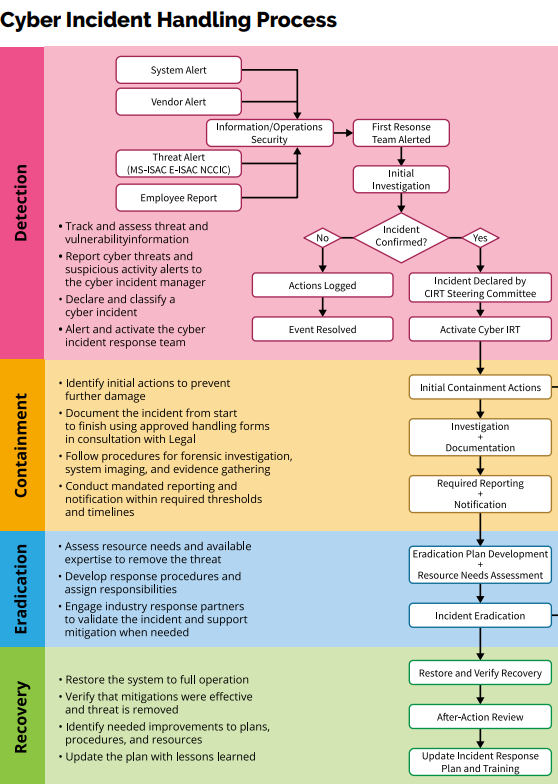 Cyber Incident Handling Process
Detection
System Alert
Vendor Alert
Information/Operations
Security
First Resonse
Team Alerted
Threat Alert
(MS-ISAC E-ISAC NCCIC)
Initial
Investigation
Employee Report
No
Incident
Confirmed?
Yes
• Track and assess threat and
vulnerabilityinformation
• Report cyber threats and
suspicious activity alerts to
the cyber incident manager
• Declare and classify a
cyber incident
• Alert and activate the cyber
incident response team
Actions Logged
Incident Declared by
CIRT Steering Committee
Event Resolved
Activate Cyber IRT
Containment
• Identify initial actions to prevent
further damage
• Document the incident from start
to finish using approved handling forms
in consultation with Legal
• Follow procedures for forensic investigation,
system imaging, and evidence gathering
• Conduct mandated reporting and
notification within required thresholds
and timelines
Initial Containment Actions
Investigation
+
Documentation
Required Reporting
+
Notification
Eradication
• Assess resource needs and available
expertise to remove the threat
• Develop response procedures and
assign responsibilities
• Engage industry response partners
to validate the incident and support
mitigation when needed
Eradication Plan Development
+
Resource Needs Assessment
Incident Eradication
Recovery
• Restore the system to full operation
• Verify that mitigations were effective
and threat is removed
• Identify needed improvements to plans,
procedures, and resources
• Update the plan with lessons learned
Restore and Verify Recovery
After-Action Review
Update Incident Response
Plan and Training